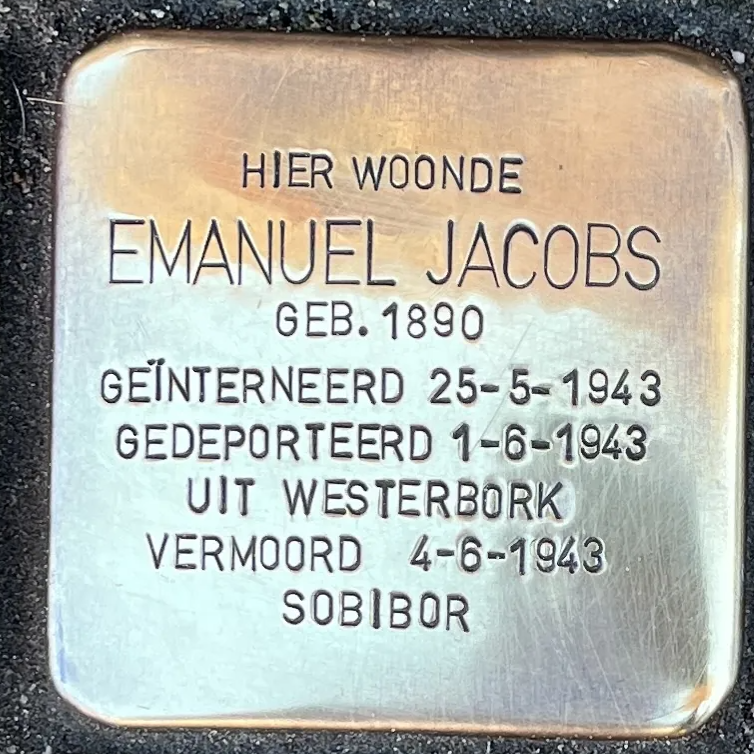 HIER WOONDE
EMANUEL JACOBS
GEB. 1890
GEÏNTERNEERD 25-5-1943
GEDEPORTEERD 1-6-1943
UIT WESTERBORK
VERMOORD 4-6-1943
SOBIBOR